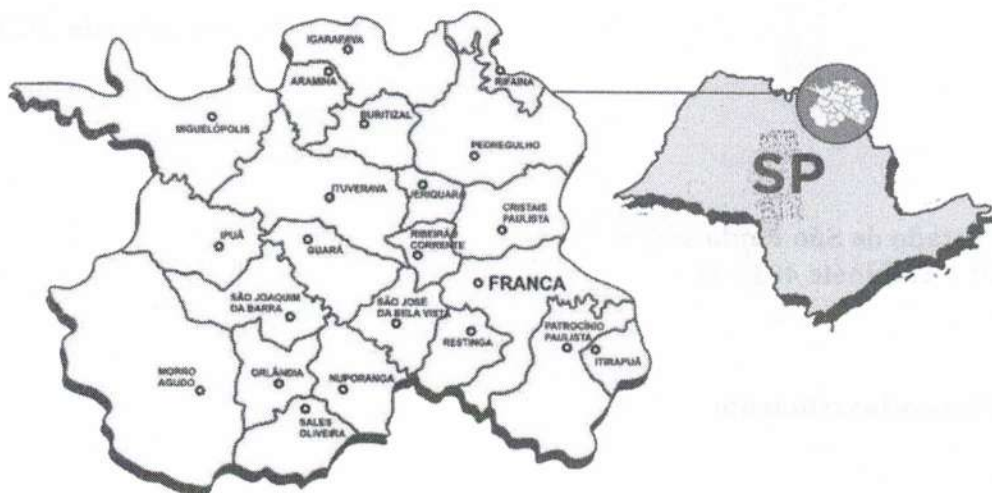 IGARAPAVA
ARAMINA
RIFAINA
MIGUELÓPOLIS
BURITIZAL
PEDREGULHO
SP
ITUVERAVA
JERIQUARA
CRISTAIS
PAULISTA
IPUÃ
GUARÁ
RIBEIRÃO
CORRENTE
FRANCA
SÃO JOAQUIM
DA BARRA
SÃO JOSÉ
DA BELA VISTA
RESTINGA
PATROCÍNIO
PAULISTA
ITIRAPUÃ
MORRO
AGUDO
ORLÂNDIA
NUPORANGA
SALES
OLIVEIRA